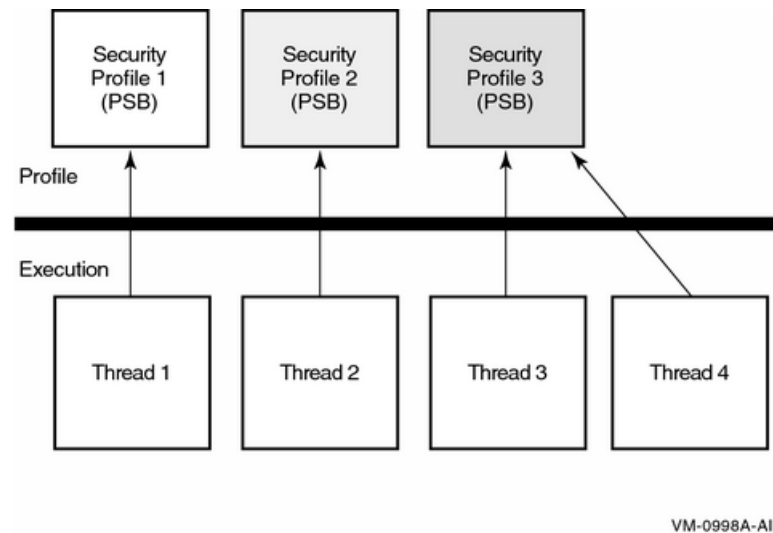 Security
Profile 1
(PSB)
Security
Profile 2
(PSB)
Security
Profile 3
(PSB)
Profile
Execution
Thread 1
Thread 2
Thread 3
Thread 4
VM-0998A-AI